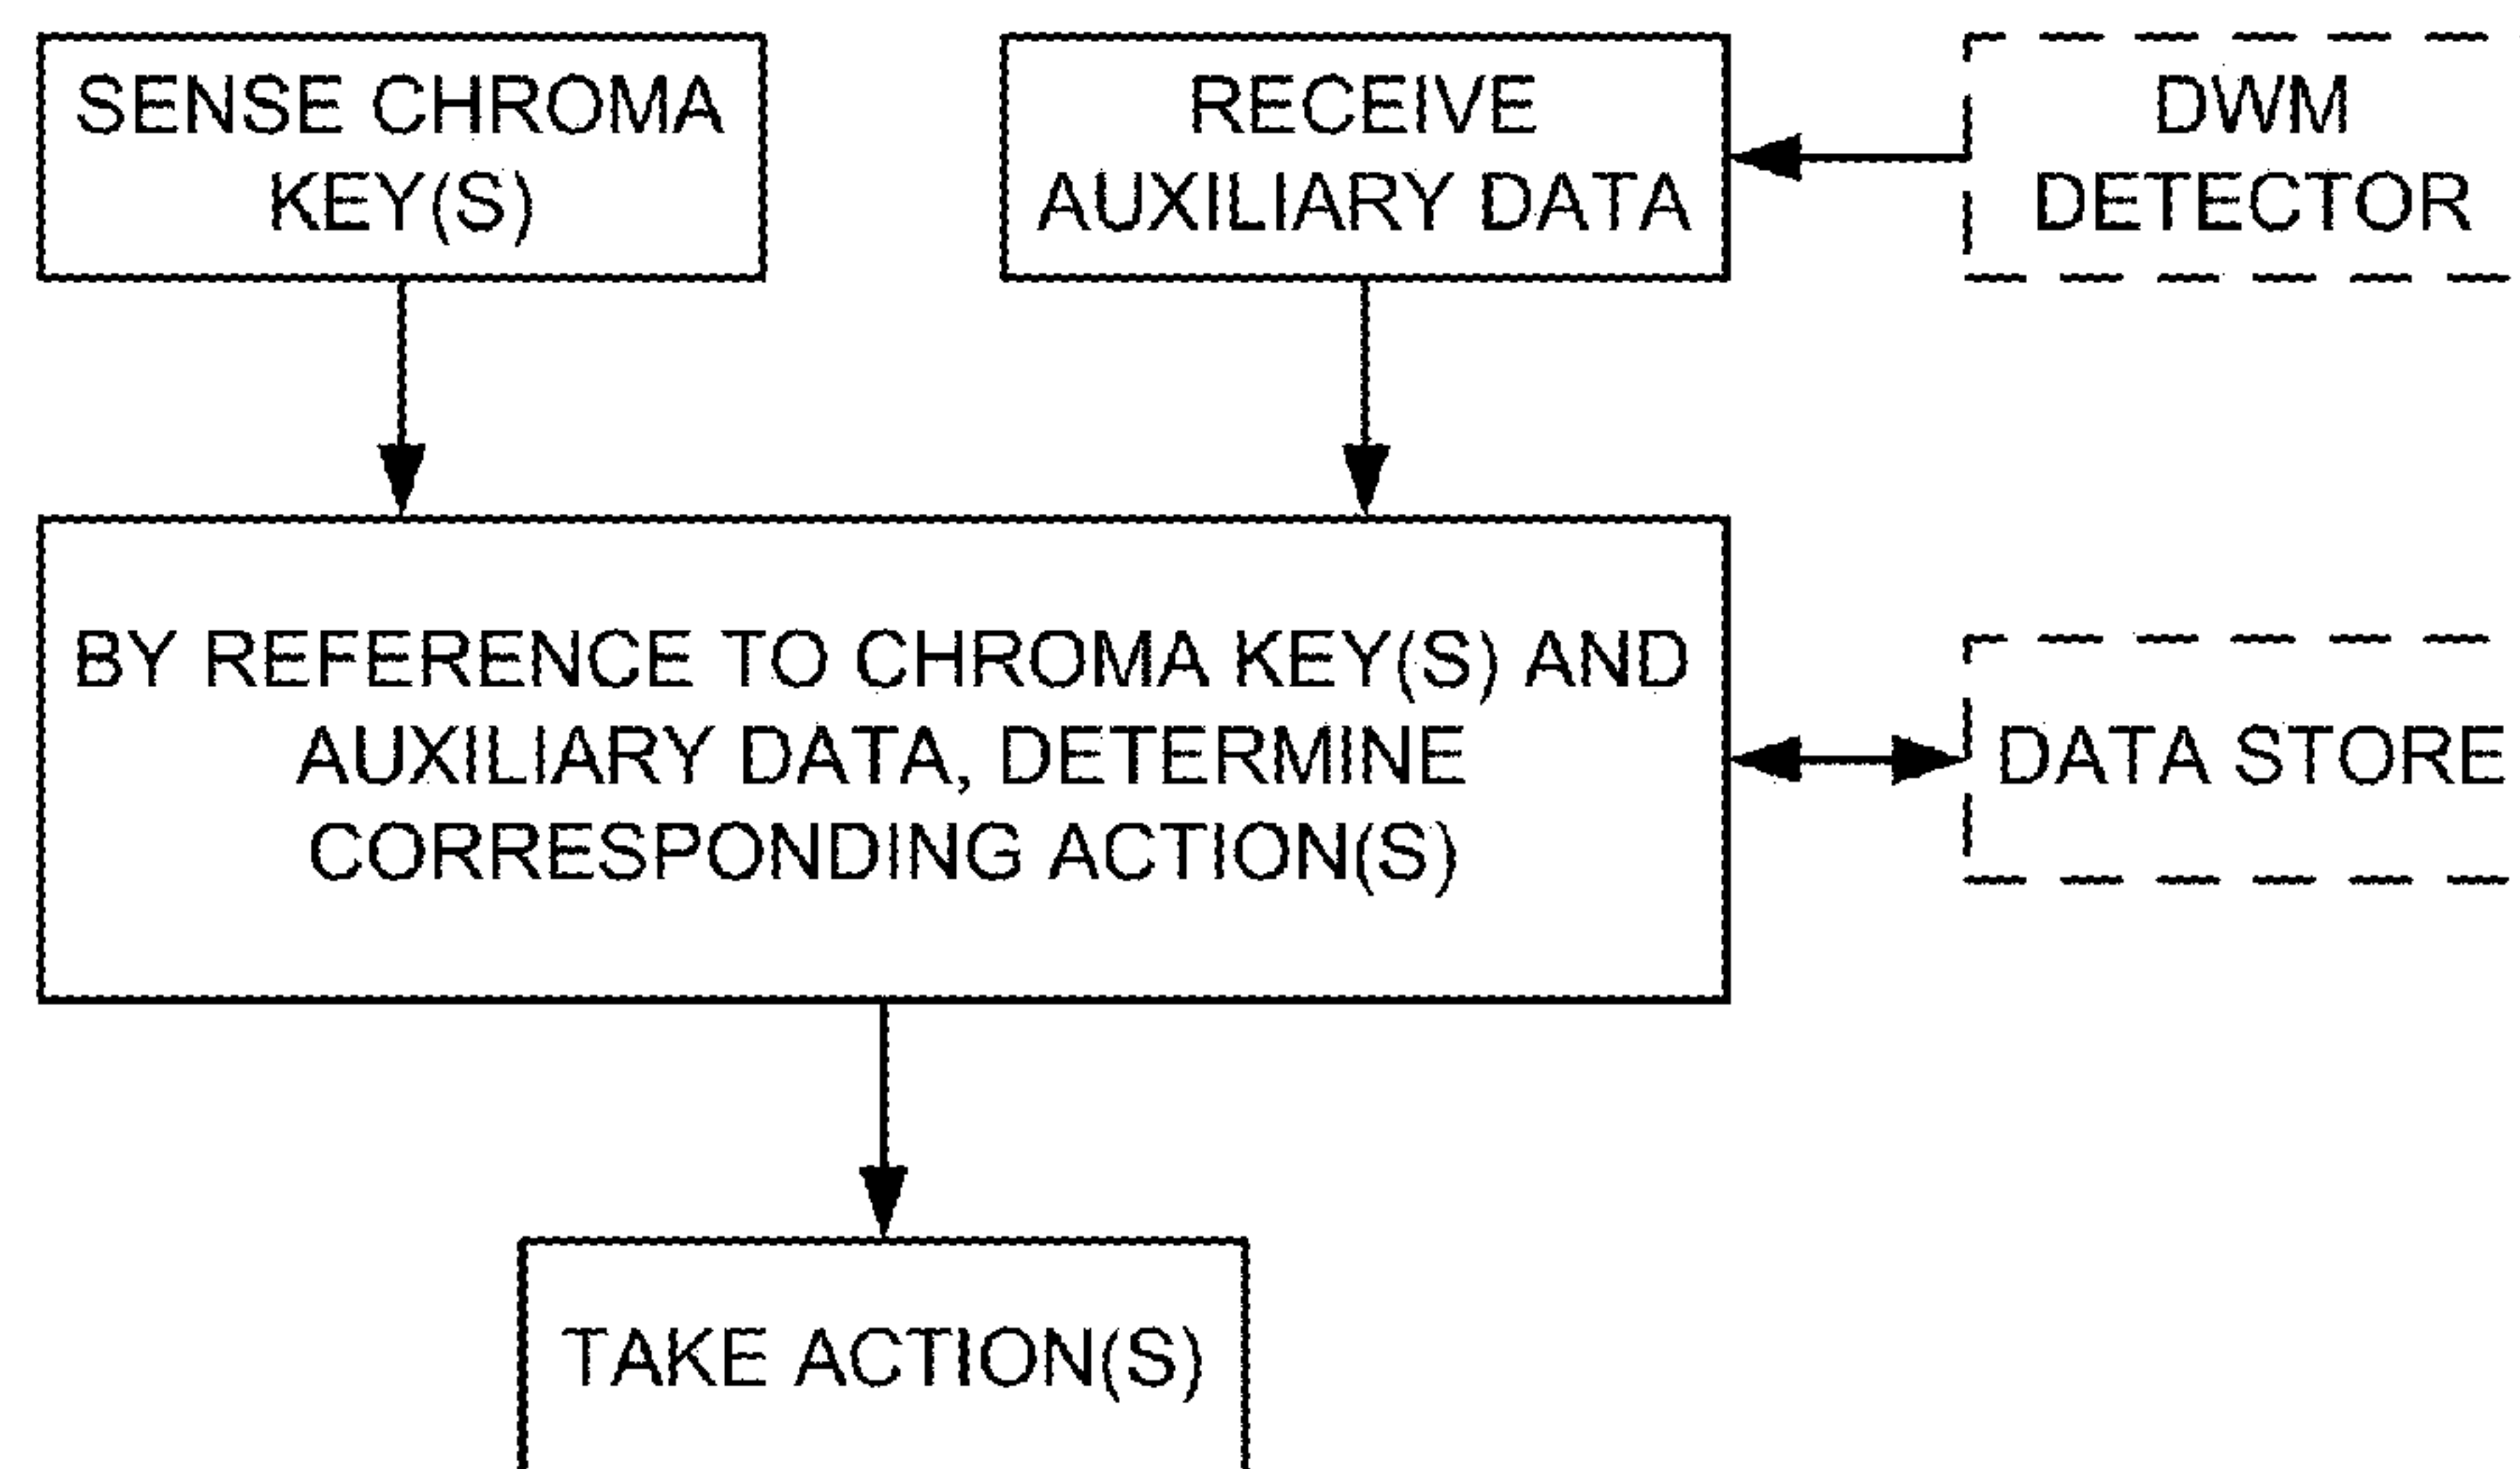 SENSE CHROMA
KEY(S)
RECEIVE
AUXILIARY DATA
DWM
DETECTOR
BY REFERENCE TO CHROMA KEY(S) AND
AUXILIARY DATA, DETERMINE
CORRESPONDING ACTION(S)
DATA STORE
TAKE ACTION(S)